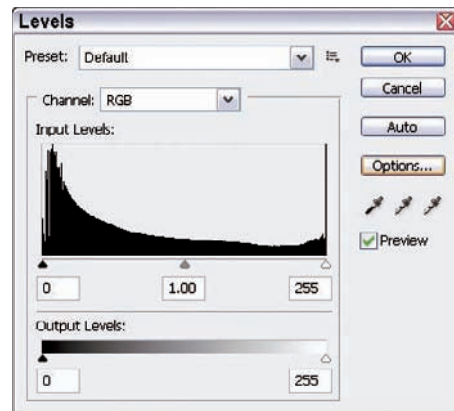 Levels
Preset: Default
OK
Cancel
Auto
Options...
Preview
Channel: RGB
Input Levels:
0 1.00 255
Output Levels:
0 255